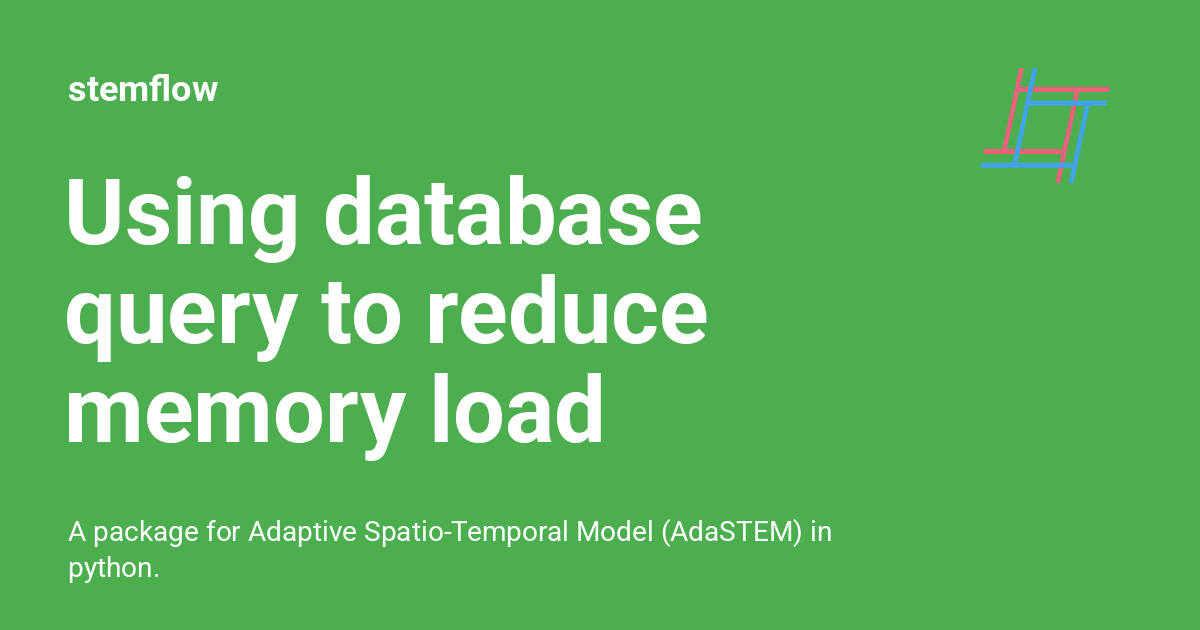 stemflow
Using database
query to reduce
memory load
A package for Adaptive Spatio-Temporal Model (AdaSTEM) in
python.